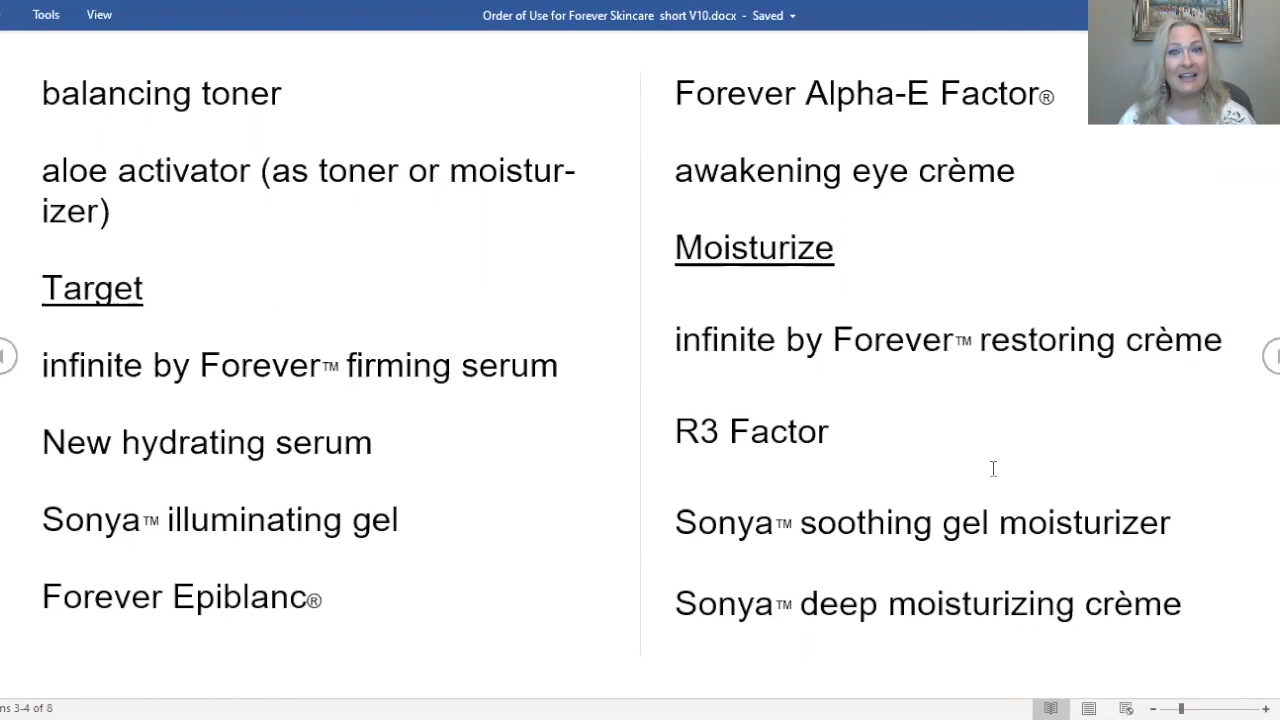 Tools View Order of Use for Forever Skincare short V10.docx - Saved
balancing toner
aloe activator (as toner or moistur-
izer)
Target
infinite by Forever™ firming serum
New hydrating serum
Sonya™ illuminating gel
Forever Epiblanc®
Forever Alpha-E Factor®
awakening eye crème
Moisturize
infinite by Forever™ restoring crème
R3 Factor
Sonya™ soothing gel moisturizer
Sonya™ deep moisturizing crème
ns 3-4 of 8